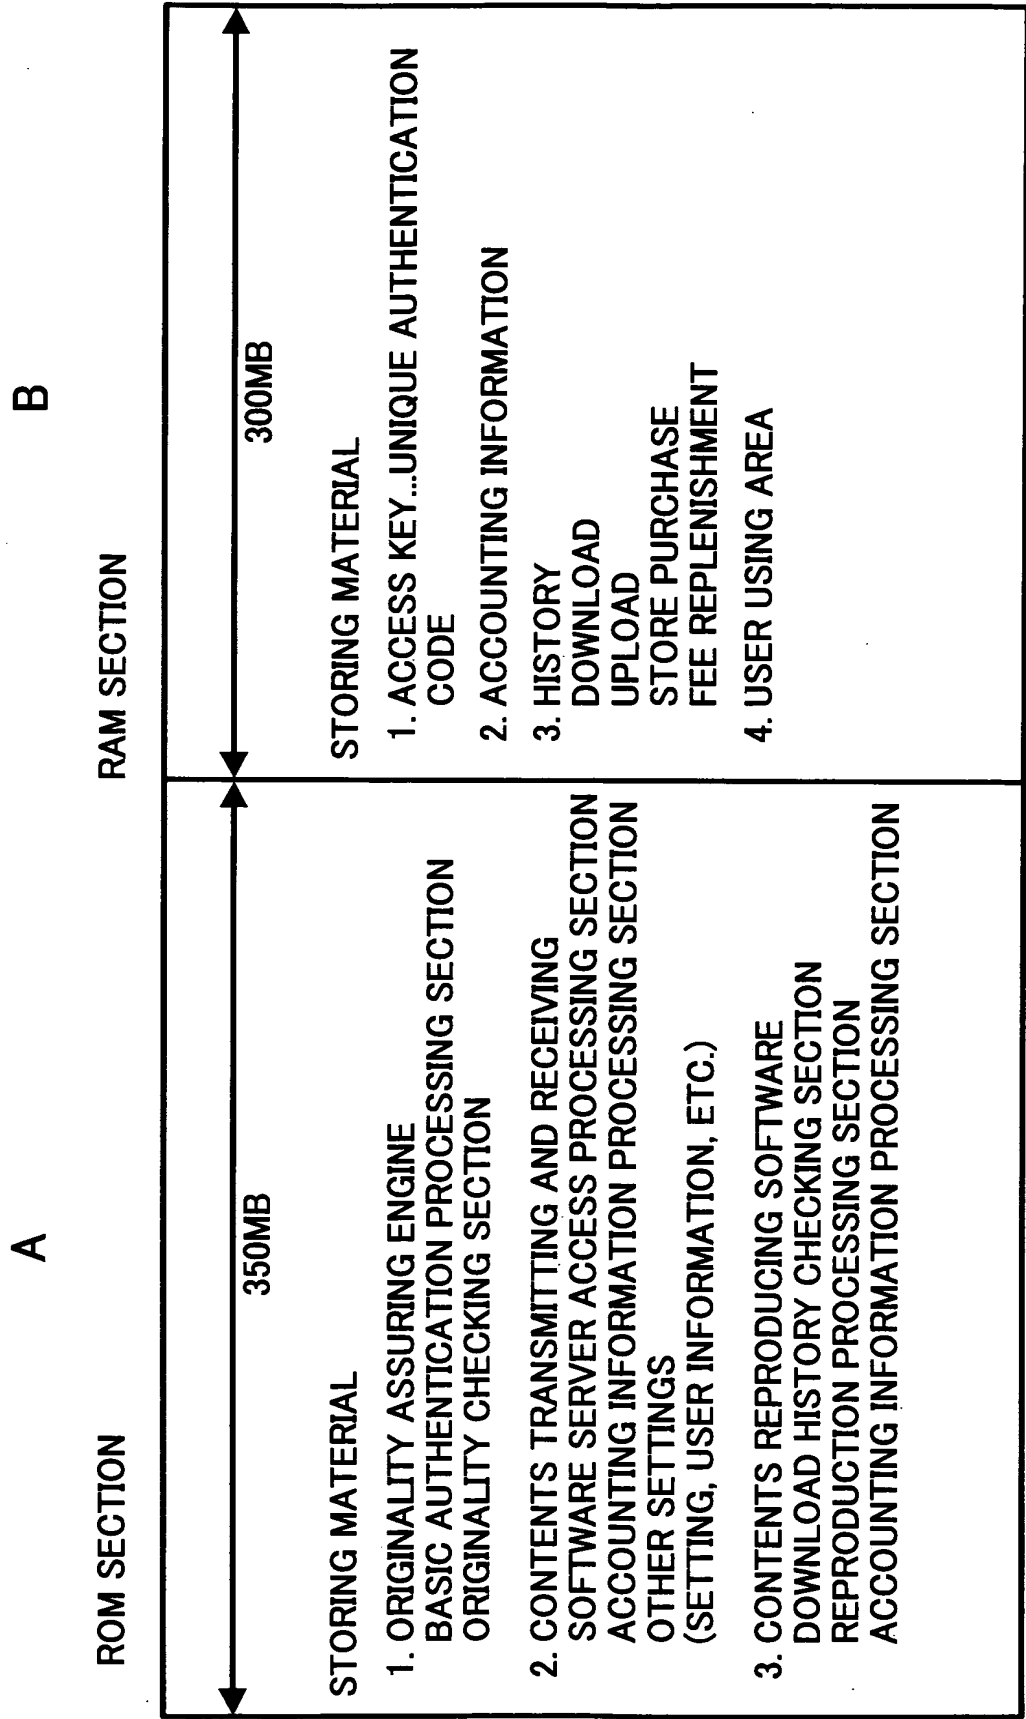 A
ROM SECTION
350MB
STORING MATERIAL
1. ORIGINALITY ASSURING ENGINE
BASIC AUTHENTICATION PROCESSING SECTION
ORIGINALITY CHECKING SECTION
2. CONTENTS TRANSMITTING AND RECEIVING
SOFTWARE SERVER ACCESS PROCESSING SECTION
ACCOUNTING INFORMATION PROCESSING SECTION
OTHER SETTINGS
(SETTING, USER INFORMATION, ETC.)
3. CONTENTS REPRODUCING SOFTWARE
DOWNLOAD HISTORY CHECKING SECTION
REPRODUCTION PROCESSING SECTION
ACCOUNTING INFORMATION PROCESSING SECTION
B
RAM SECTION
300MB
STORING MATERIAL
1. ACCESS KEY...UNIQUE AUTHENTICATION
CODE
2. ACCOUNTING INFORMATION
3. HISTORY
DOWNLOAD
UPLOAD
STORE PURCHASE
FEE REPLENISHMENT
4. USER USING AREA